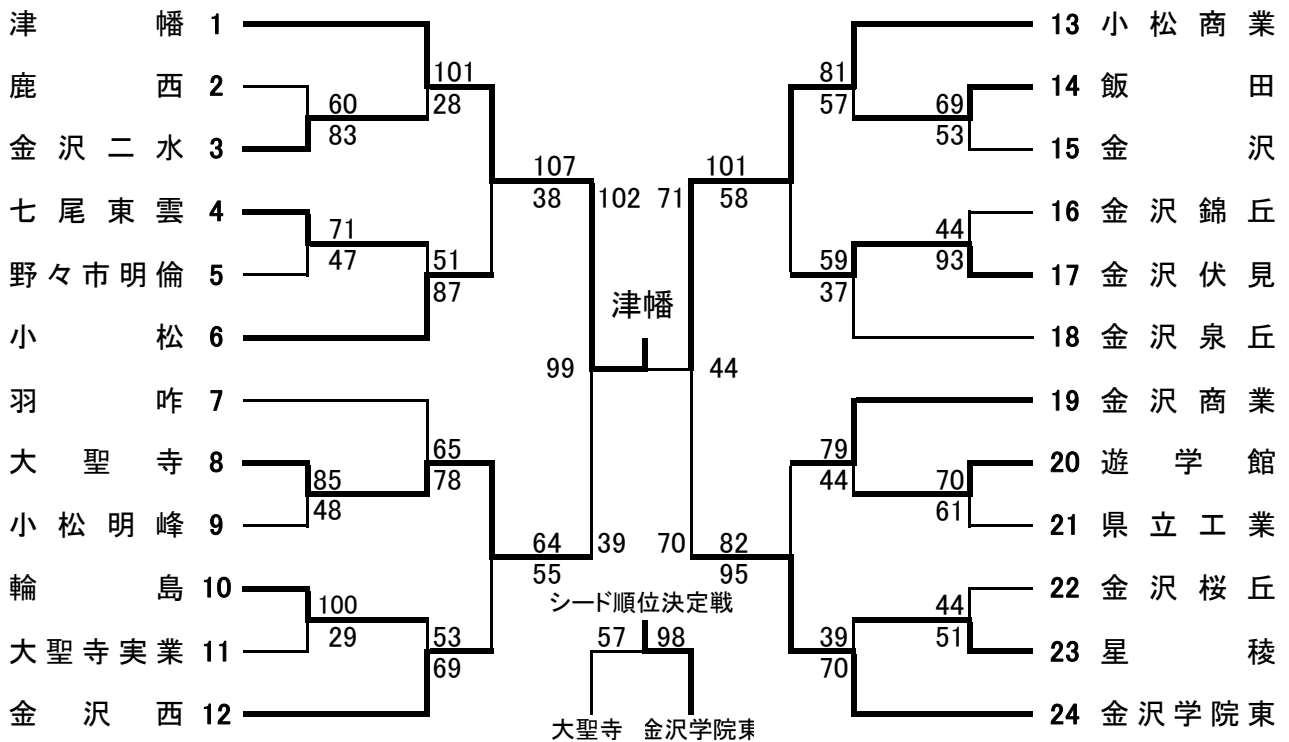 津幡 1
鹿西 2
金沢二水 3
七尾東雲 4
野々市明倫 5
小松 6
羽咋 7
大聖寺 8
小松明峰 9
輪島 10
大聖寺実業 11
金沢西 12
60
83
71
47
85
48
100
29
101
28
51
87
65
78
53
69
107
38
64
55
102
39
99
津幡
44
71
70
101
58
82
95
81
57
59
37
79
44
39
70
69
53
44
93
70
61
44
51
13 小松商業
14 飯田
15 金沢
16 金沢錦丘
17 金沢伏見
18 金沢泉丘
19 金沢商業
20 遊学館
21 県立工業
22 金沢桜丘
23 星稜
24 金沢学院東
シード順位決定戦
57 98
大聖寺 金沢学院東